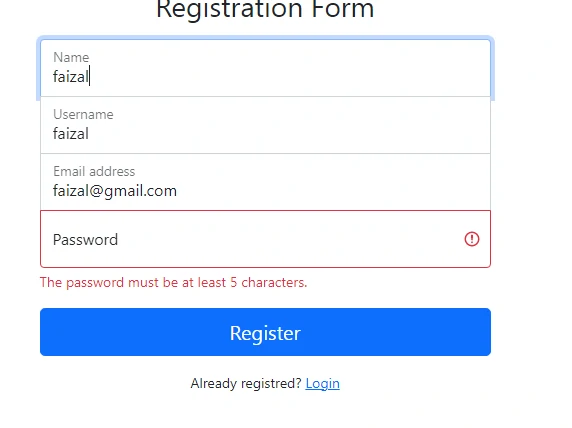 Registration Form
Name
faizal
Username
faizal
Email address
faizal@gmail.com
Password
The password must be at least 5 characters.
Register
Already registred? Login